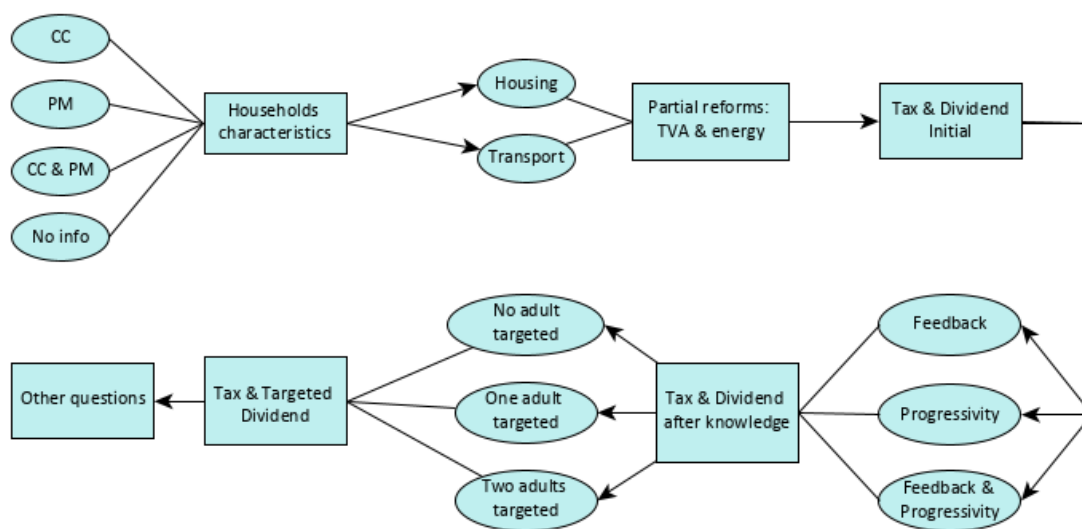 CC
PM
CC & PM
No info
Households
characteristics
Housing
Transport
Partial reforms:
TVA & energy
Tax & Dividend
Initial
Other questions
Tax & Targeted
Dividend
No adult
targeted
One adult
targeted
Two adults
targeted
Tax & Dividend
after knowledge
Feedback
Progressivity
Feedback &
Progressivity